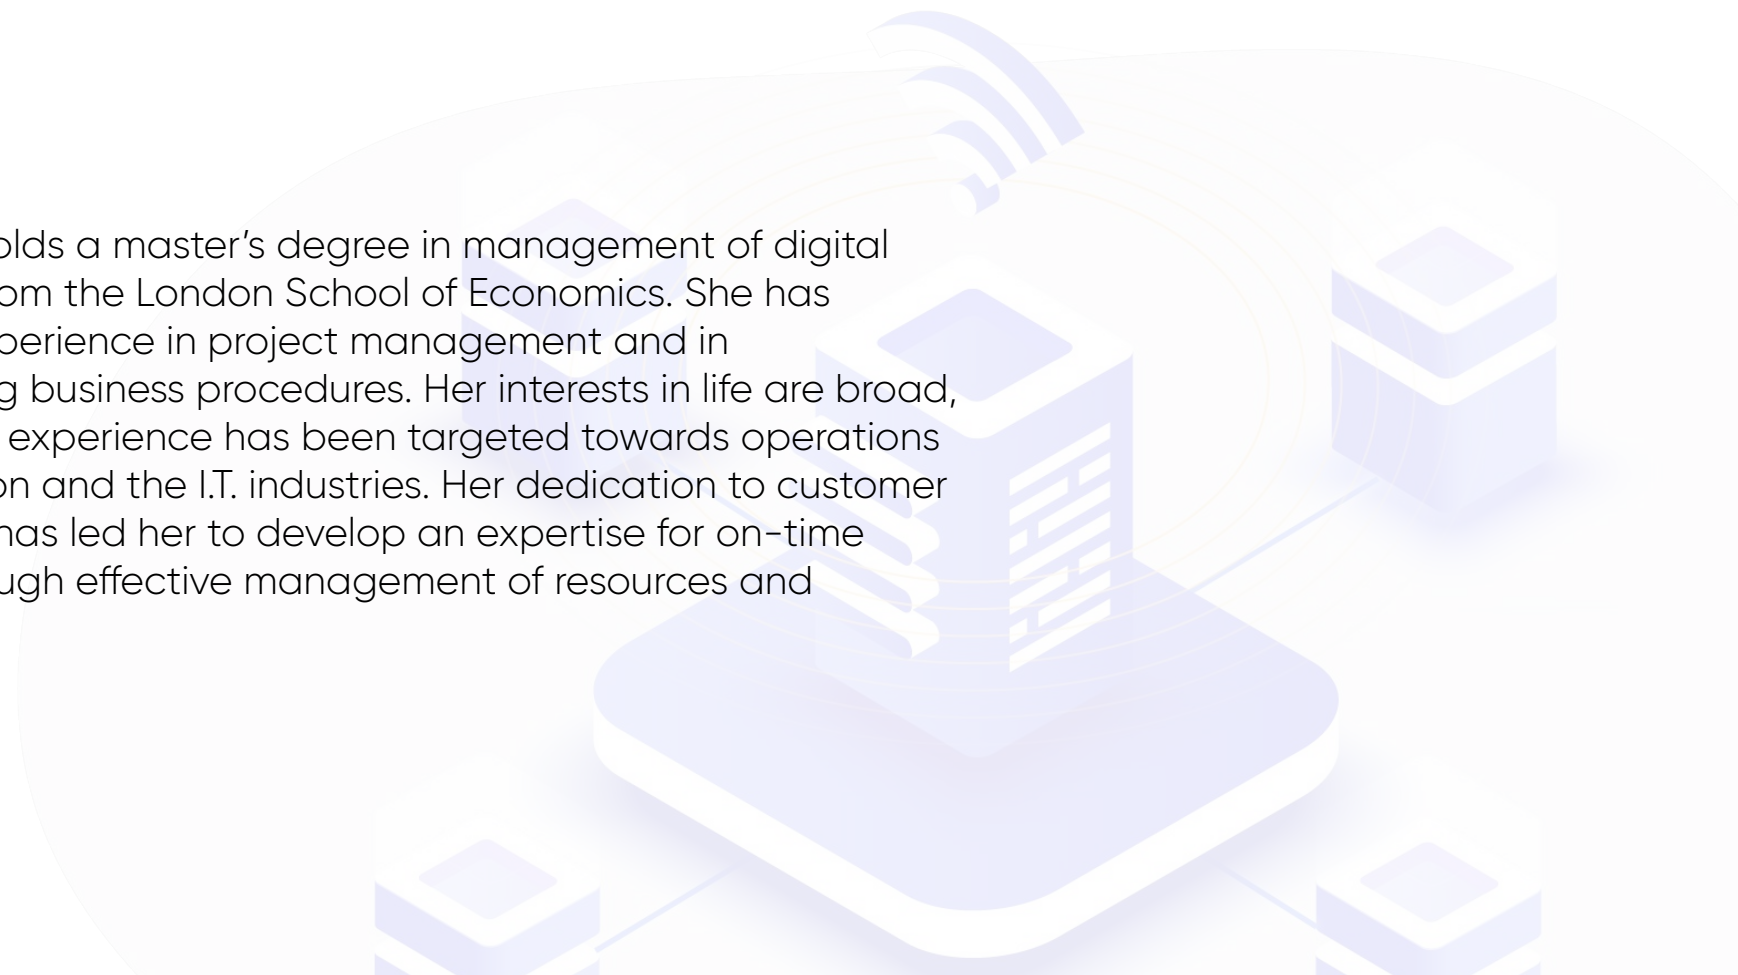 olds a master’s degree in management of digital
om the London School of Economics. She has
perience in project management and in
g business procedures. Her interests in life are broad,
experience has been targeted towards operations
on and the I.T. industries. Her dedication to customer
has led her to develop an expertise for on-time
ugh effective management of resources and